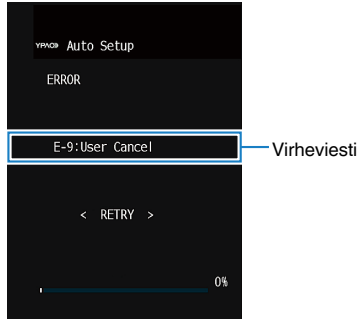 YPAO Auto Setup
ERROR
E-9:User Cancel
Virheviesti
< RETRY >
0%